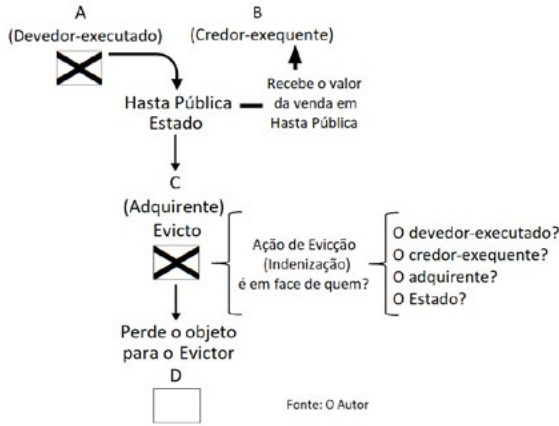 A
(Devedor-executado)
B
(Credor-exequente)
Hasta Pública
Estado
Recebe o valor
da venda em
Hasta Pública
C
(Adquirente)
Evicto
Ação de Evicção
(Indenização)
é em face de quem?
O devedor-executado?
O credor-exequente?
O adquirente?
O Estado?
Perde o objeto
para o Evictor
D
Fonte: O Autor